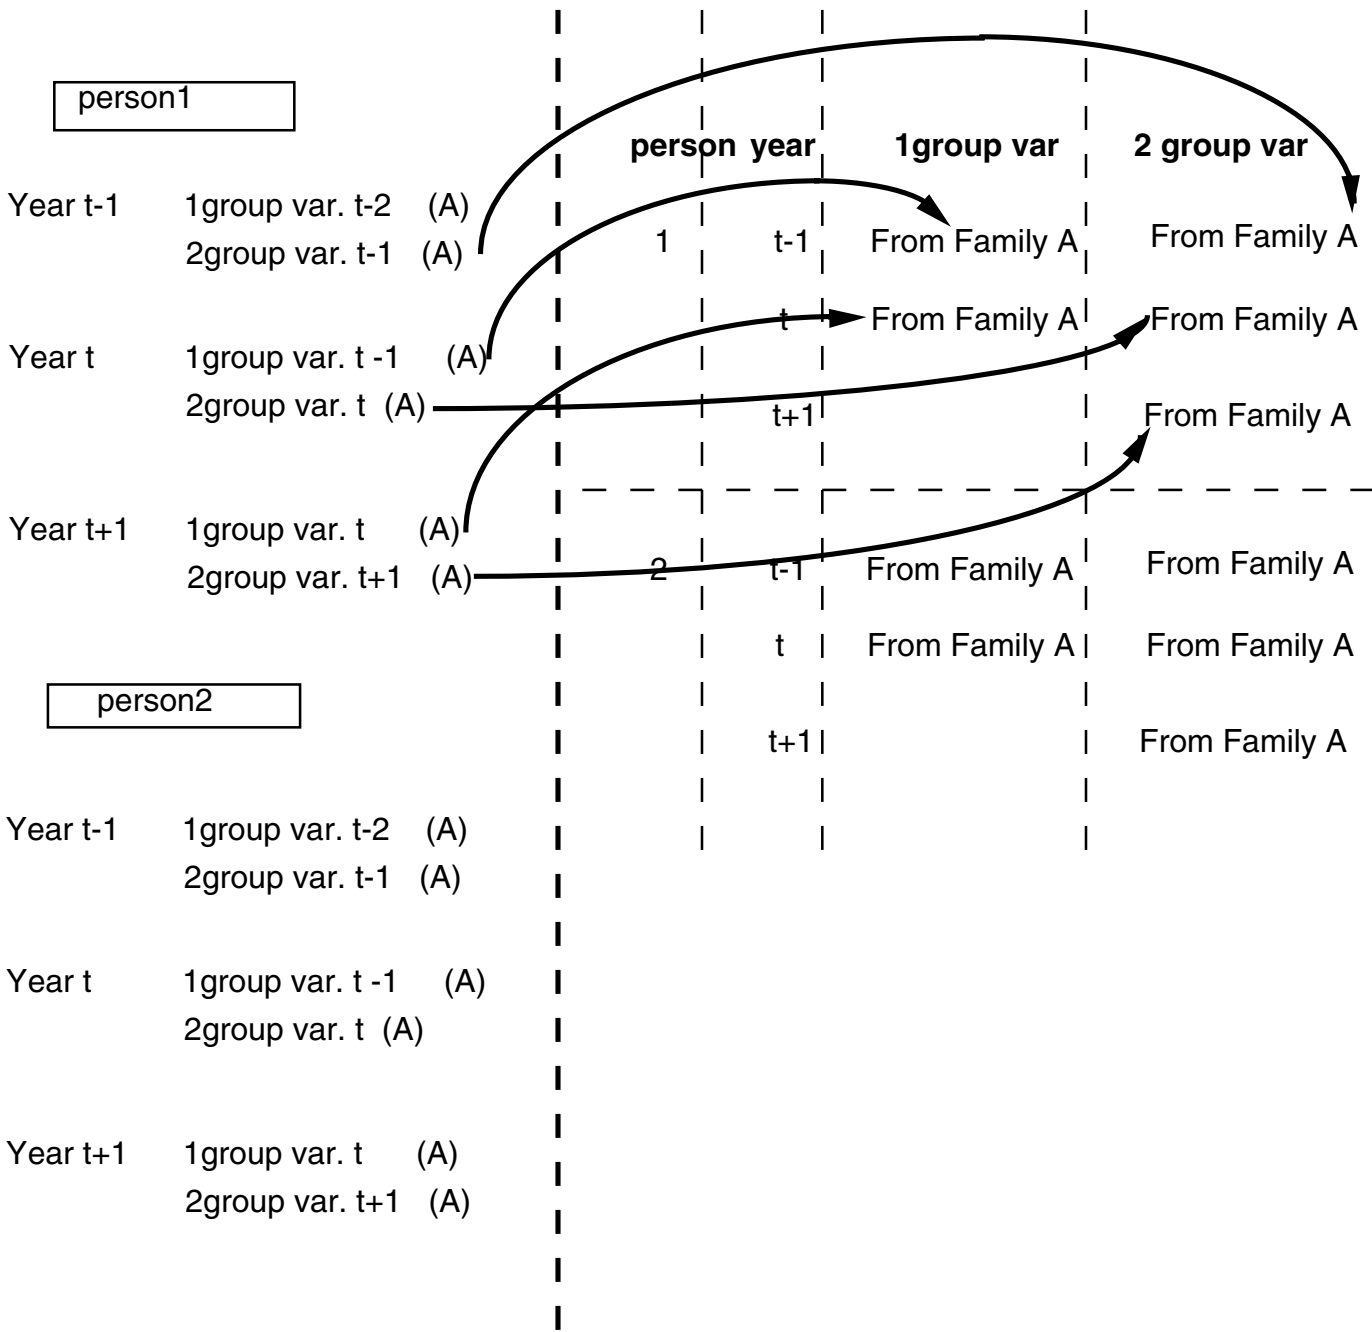 person1
person year 1group var 2 group var
Year t-1 1group var. t-2 (A)
2group var. t-1 (A)
1 t-1 From Family A From Family A
t From Family A From Family A
Year t 1group var. t -1 (A)
2group var. t (A)
t+1 From Family A
Year t+1 1group var. t (A)
2group var. t+1 (A)
2 t-1 From Family A From Family A
t From Family A From Family A
person2
t+1 From Family A
Year t-1 1group var. t-2 (A)
2group var. t-1 (A)
Year t 1group var. t -1 (A)
2group var. t (A)
Year t+1 1group var. t (A)
2group var. t+1 (A)